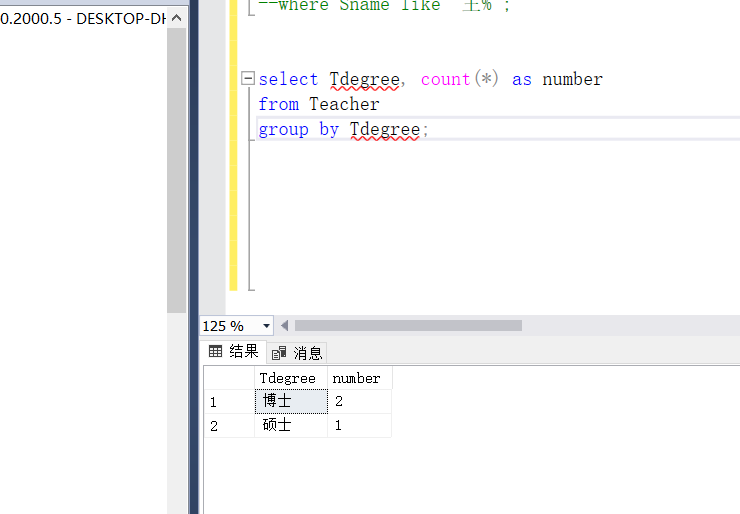 0.2000.5 - DESKTOP-DH
--where Sname like '王%';
select Tdegree, count(*) as number
from Teacher
group by Tdegree;
125 %
结果 消息
Tdegree number
1 博士 2
2 硕士 1